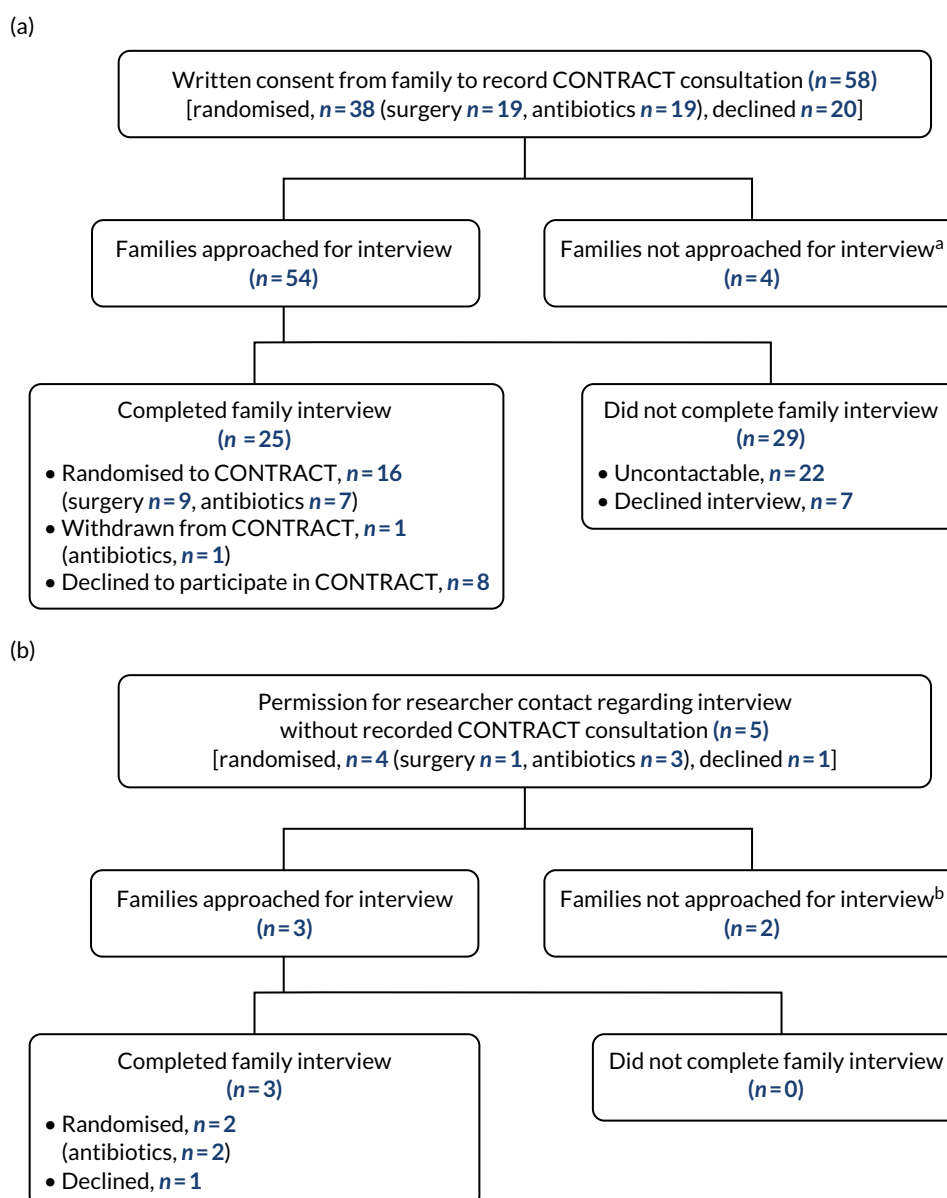 (a)
Written consent from family to record CONTRACT consultation (n=58)
[randomised, n=38 (surgery n=19, antibiotics n=19), declined n=20]
Families approached for interview
(n=54)
Families not approached for interviewa
(n=4)
Completed family interview
(n =25)
• Randomised to CONTRACT, n=16
(surgery n=9, antibiotics n=7)
• Withdrawn from CONTRACT, n=1
(antibiotics, n=1)
• Declined to participate in CONTRACT, n=8
Did not complete family interview
(n=29)
• Uncontactable, n=22
• Declined interview, n=7
(b)
Permission for researcher contact regarding interview
without recorded CONTRACT consultation (n=5)
[randomised, n=4 (surgery n=1, antibiotics n=3), declined n=1]
Families approached for interview
(n=3)
Families not approached for interviewb
(n=2)
Completed family interview
(n=3)
• Randomised, n=2
(antibiotics, n=2)
• Declined, n=1
Did not complete family interview
(n=0)